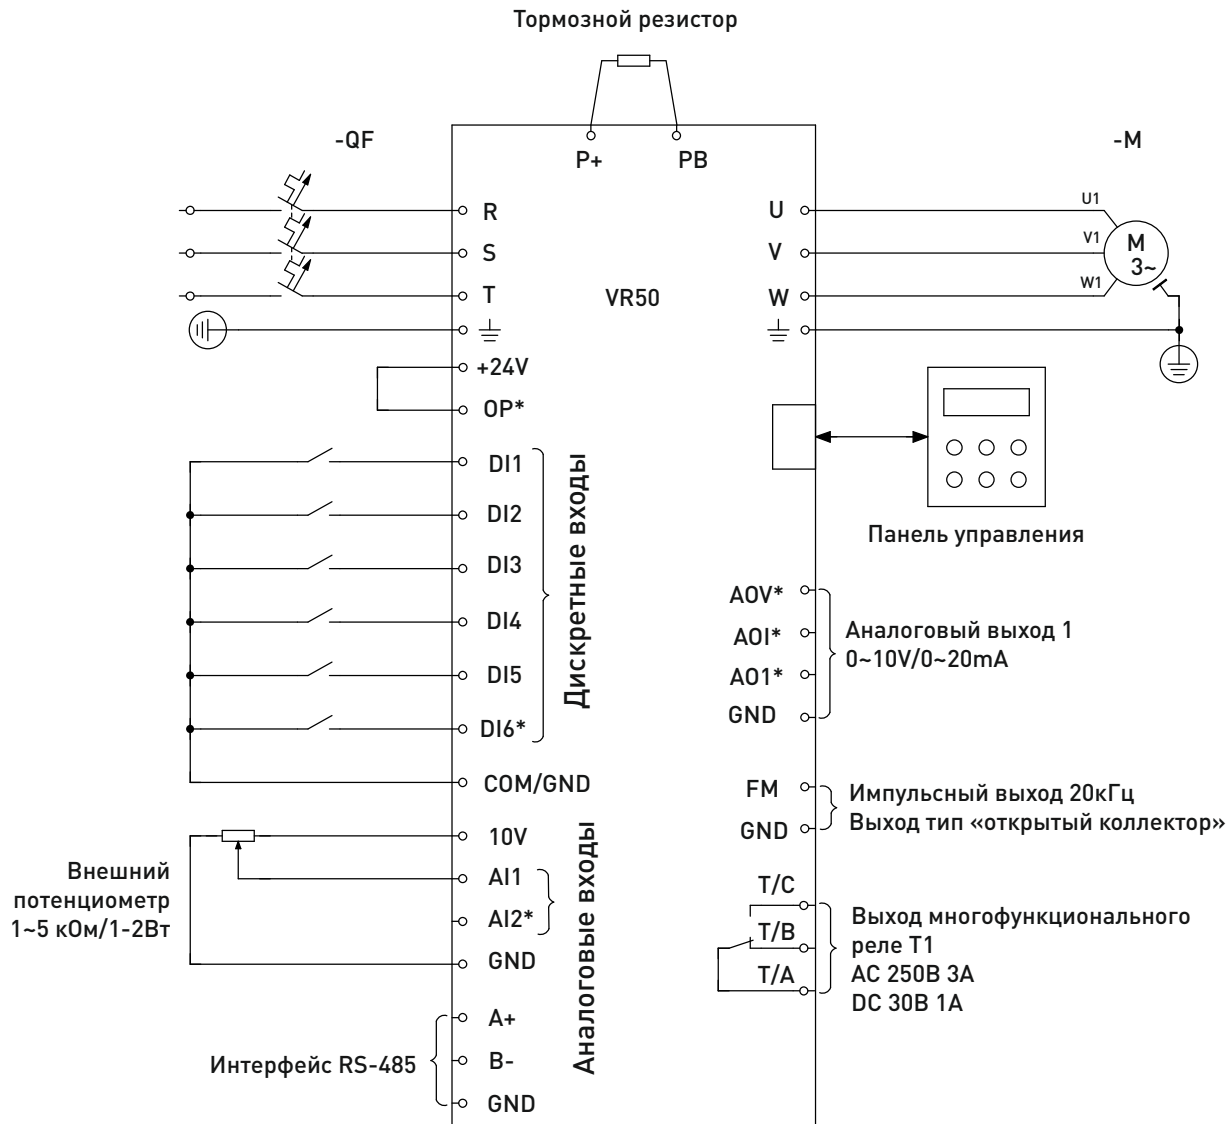 Тормозной резистор
-QF
P+
PB
-M
R
S
T
VR50
U
V
W
U1
V1
W1
M
3~
+24V
OP*
DI1
DI2
DI3
DI4
DI5
DI6*
Дискретные входы
COM/GND
Панель управления
AOV*
AOI*
AO1*
GND
Аналоговый выход 1
0~10V/0~20mA
FM
GND
Импульсный выход 20кГц
Выход тип «открытый коллектор»
10V
AI1
AI2*
GND
Аналоговые входы
Внешний
потенциометр
1~5 кОм/1-2Вт
T/C
T/B
T/A
Выход многофункционального
реле Т1
AC 250В 3А
DC 30В 1А
A+
B-
GND
Интерфейс RS-485